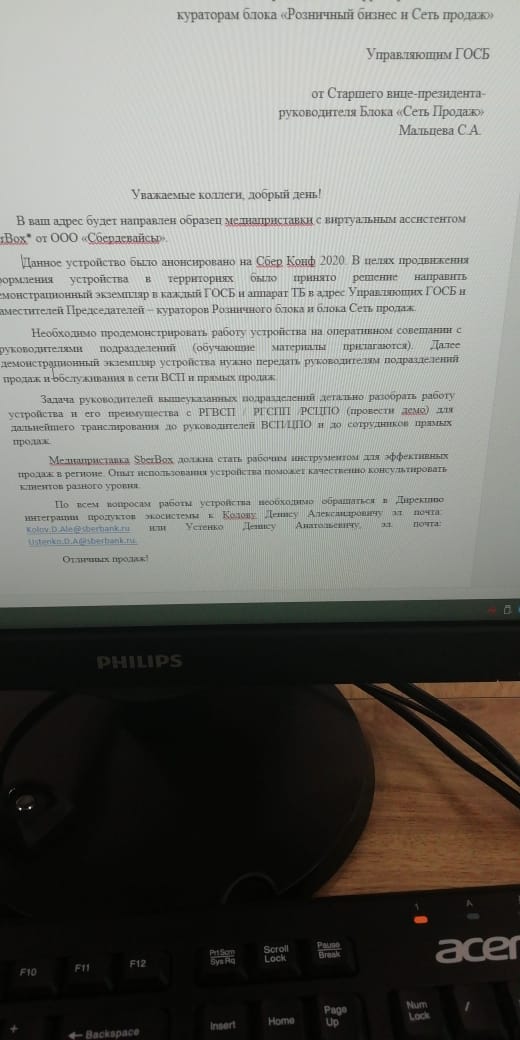 кураторам блока «Розничный бизнес и Сеть продаж»
Управляющим ГОСБ
от Старшего вице-президента-
руководителя Блока «Сеть Продаж»
Мальцева С.А.
Уважаемые коллеги, добрый день!
В ваш адрес будет направлен образец медиаприставки с виртуальным ассистентом
rBox* от ООО «Сбердевайсы».
Данное устройство было анонсировано на Сбер Конф 2020. В целях продвижения
ормления устройства в территориях было принято решение направить
емонстрационный экземпляр в каждый ГОСБ и аппарат ТБ в адрес Управляющих ГОСБ и
аместителей Председателей – кураторов Розничного блока и блока Сеть продаж.
Необходимо продемонстрировать работу устройства на оперативном совещании с
руководителями подразделений (обучающие материалы прилагаются). Далее
демонстрационный экземпляр устройства нужно передать руководителям подразделений
продаж и обслуживания в сети ВСП и прямых продаж.
Задача руководителей вышеуказанных подразделений детально разобрать работу
устройства и его преимущества с РГВСП / РГСПП /РСЦПО (провести демо) для
дальнейшего транслирования до руководителей ВСП/ЦПО и до сотрудников прямых
продаж.
Медиаприставка SberBox должна стать рабочим инструментом для эффективных
продаж в регионе. Опыт использования устройства поможет качественно консультировать
клиентов разного уровня.
По всем вопросам работы устройства необходимо обращаться в Дирекцию
интеграции продуктов экосистемы к Колову Денису Александровичу эл. почта:
Kolov.D.Ale@sberbank.ru или Устенко Денису Анатольевичу, эл. почта:
Ustenko.D.A@sberbank.ru.
Отличных продаж!
PHILIPS
1 A
acer
F10 F11 F12 PrtScn SysRq Scroll Lock Pause Break
+ ← Backspace Insert Home Page Up Num Lock /